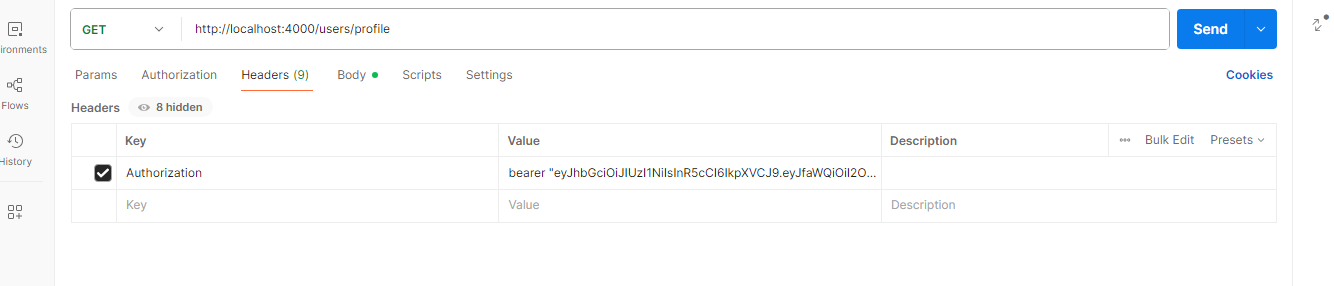 GET
http://localhost:4000/users/profile
Send
ironments
Params Authorization Headers (9) Body Scripts Settings Cookies
Flows
Headers 8 hidden
Key Value Description Bulk Edit Presets
History
Authorization bearer "eyJhbGciOiJIUzI1NiIsInR5cCI6IkpXVCJ9.eyJfaWQiOiI2O...
Key Value Description